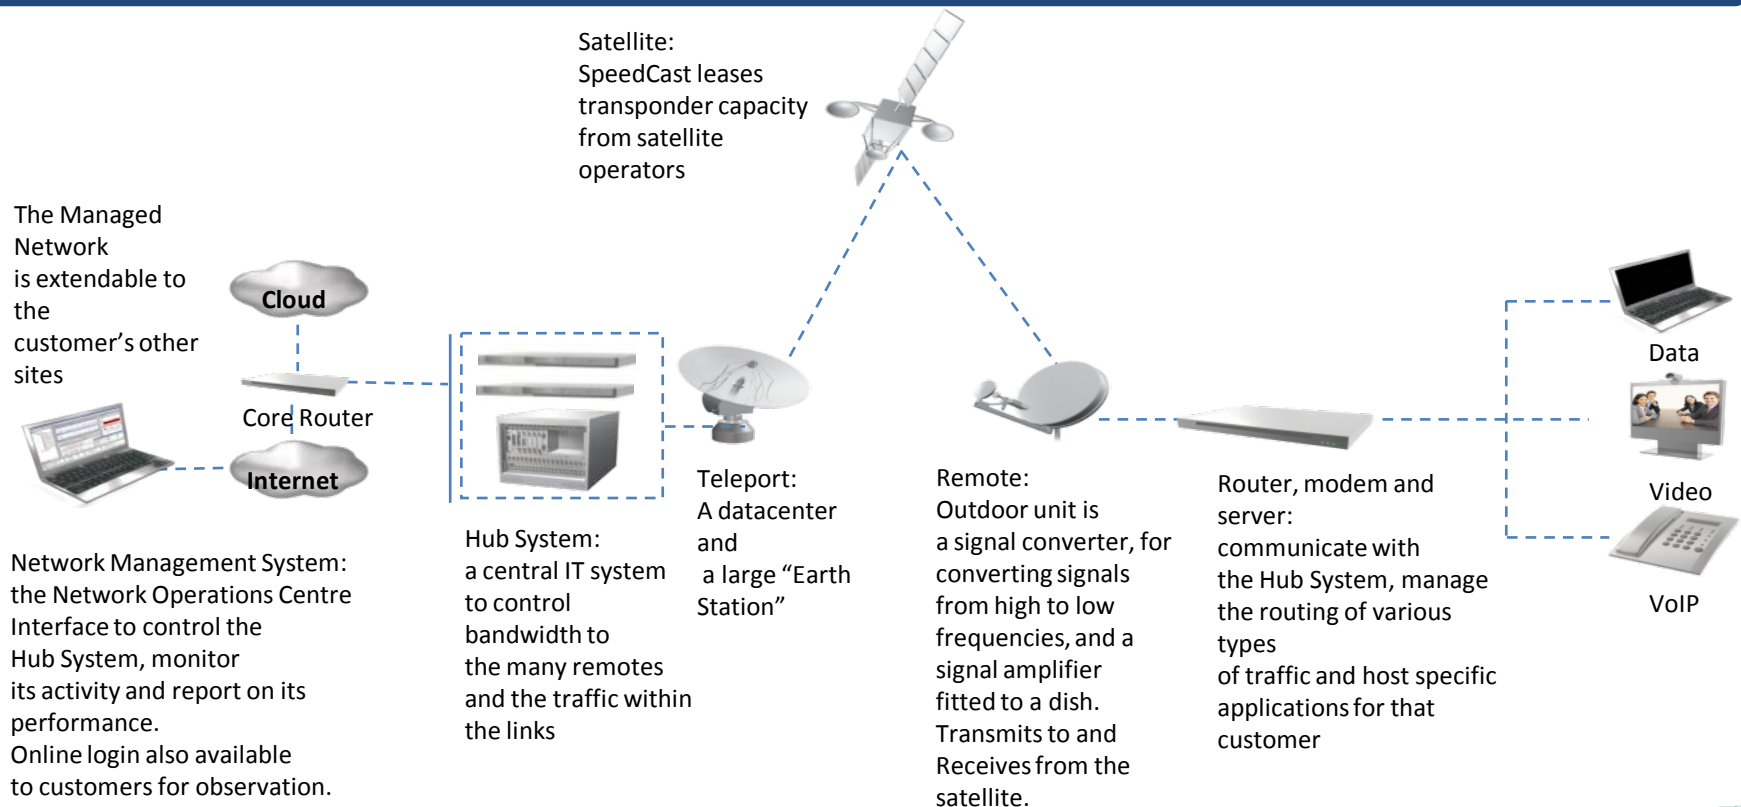 Satellite:
SpeedCast leases
transponder capacity
from satellite
operators
The Managed
Network
is extendable to
the
customer’s other
sites
Cloud
Core Router
Internet
Network Management System:
the Network Operations Centre
Interface to control the
Hub System, monitor
its activity and report on its
performance.
Online login also available
to customers for observation.
Hub System:
a central IT system
to control
bandwidth to
the many remotes
and the traffic within
the links
Teleport:
A datacenter
and
a large “Earth
Station”
Remote:
Outdoor unit is
a signal converter, for
converting signals
from high to low
frequencies, and a
signal amplifier
fitted to a dish.
Transmits to and
Receives from the
satellite.
Router, modem and
server:
communicate with
the Hub System, manage
the routing of various
types
of traffic and host specific
applications for that
customer
Data
Video
VoIP